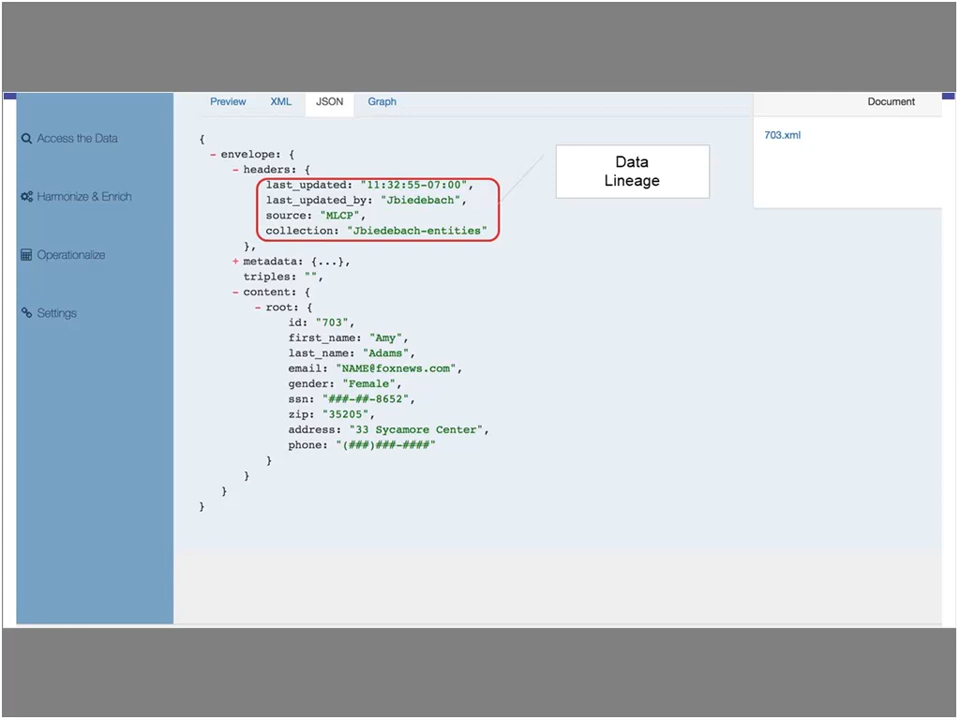 Preview XML JSON Graph
Document
Access the Data
Harmonize & Enrich
Operationalize
Settings
703.xml
Data
Lineage
{
- envelope: {
- headers: {
last_updated: "11:32:55-07:00",
last_updated_by: "Jbiedebach",
source: "MLCP",
collection: "Jbiedebach-entities"
},
+ metadata: {...},
triples: "",
- content: {
- root: {
id: "703",
first_name: "Amy",
last_name: "Adams",
email: "NAME@foxnews.com",
gender: "Female",
ssn: "###-##-8652",
zip: "35205",
address: "33 Sycamore Center",
phone: "(###)###-####"
}
}
}
}